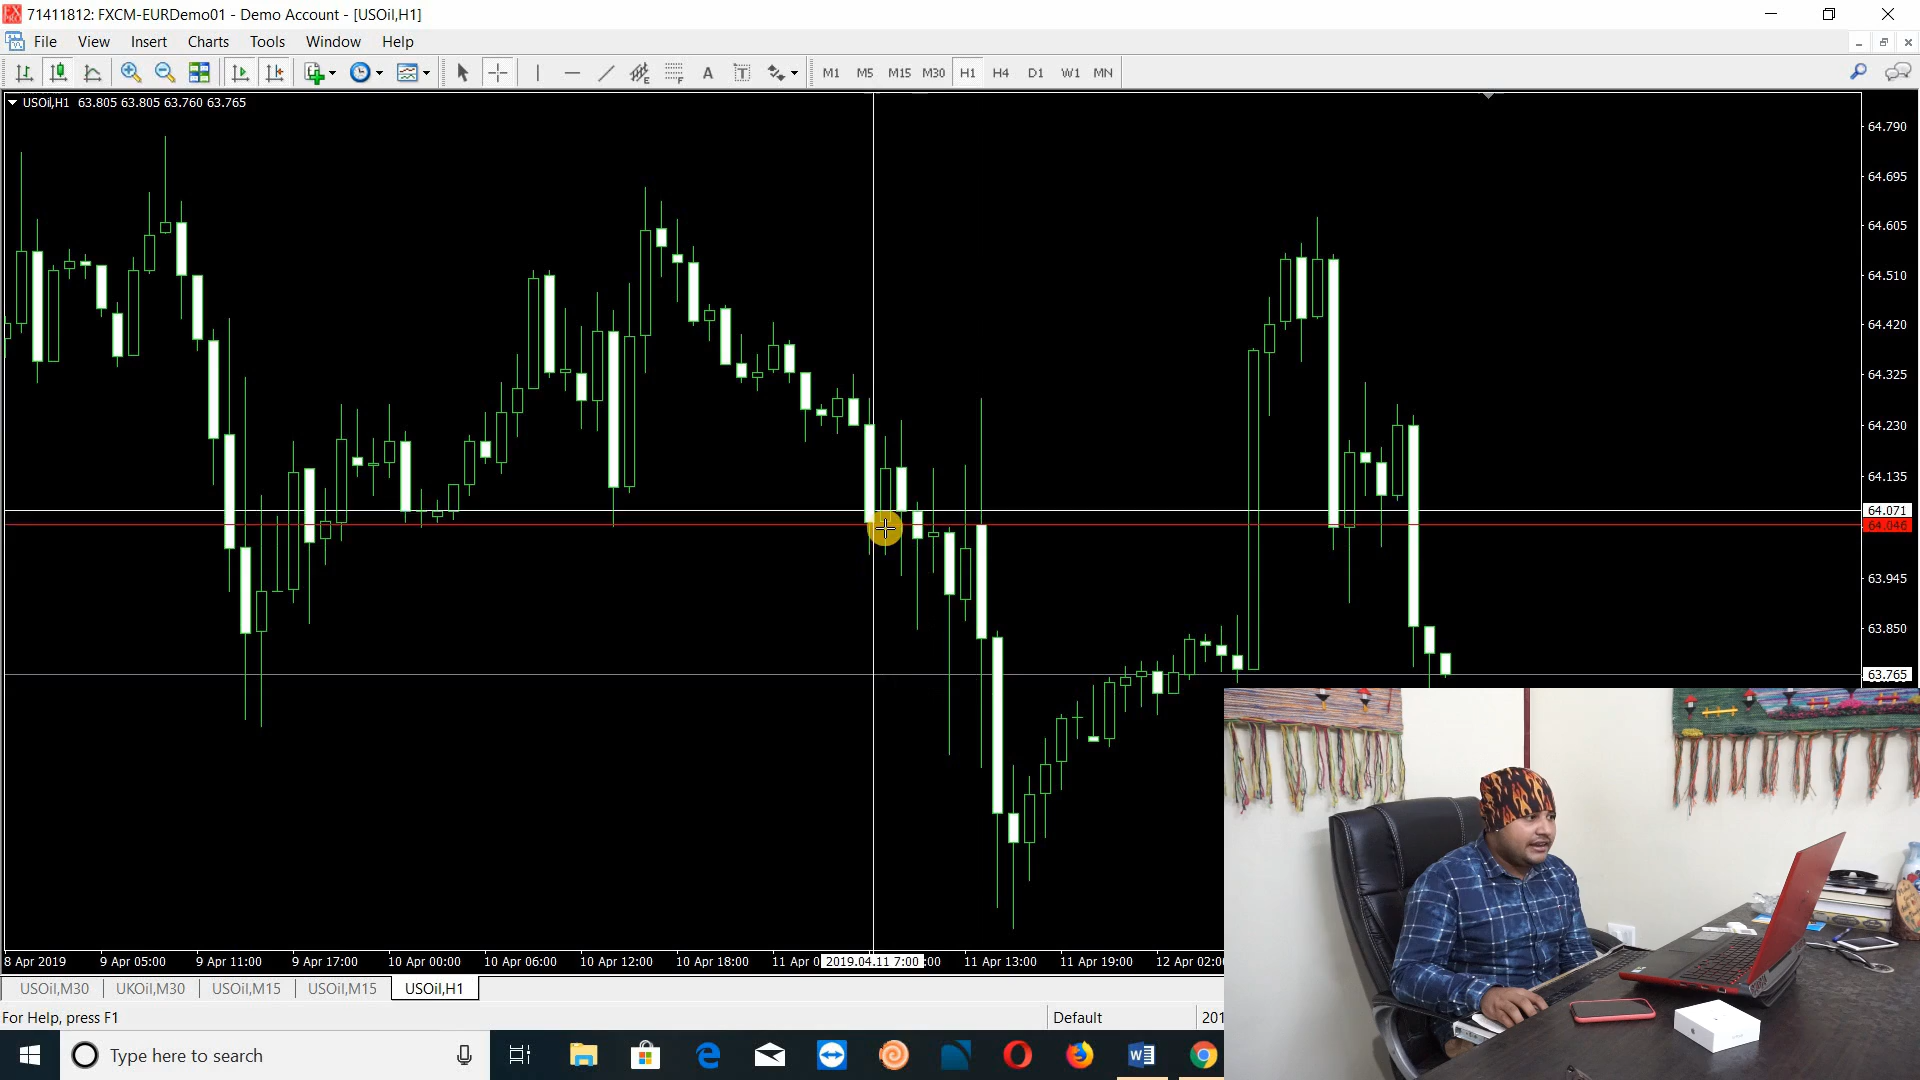 71411812: FXCM-EURDemo01 - Demo Account - [USOil,H1]
File View Insert Charts Tools Window Help
A T M1 M5 M15 M30 H1 H4 D1 W1 MN
USOil,H1 63.805 63.805 63.760 63.765
64.790
64.695
64.605
64.510
64.420
64.325
64.230
64.135
64.071
64.046
63.945
63.850
63.765
8 Apr 2019 9 Apr 05:00 9 Apr 11:00 9 Apr 17:00 10 Apr 00:00 10 Apr 06:00 10 Apr 12:00 10 Apr 18:00 11 Apr 0 2019.04.11 7:00 :00 11 Apr 13:00 11 Apr 19:00 12 Apr 02:0
USOil,M30 UKOil,M30 USOil,M15 USOil,M15 USOil,H1
For Help, press F1 Default 201
Type here to search